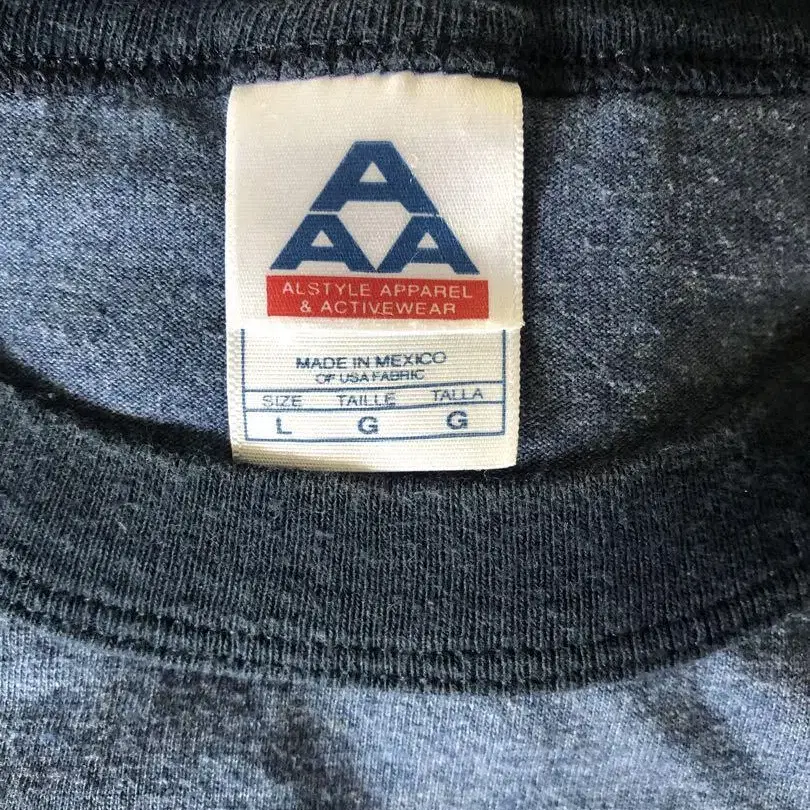 A
A A
ALSTYLE APPAREL
& ACTIVEWEAR
MADE IN MEXICO
OF USA FABRIC
SIZE TAILLE TALLA
L G G